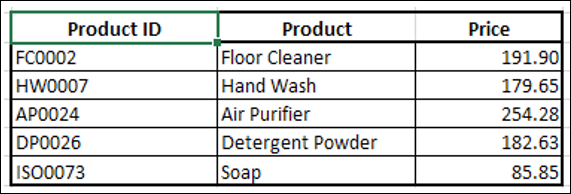 Product ID Product Price
FC0002 Floor Cleaner 191.90
HW0007 Hand Wash 179.65
AP0024 Air Purifier 254.28
DP0026 Detergent Powder 182.63
ISO0073 Soap 85.85